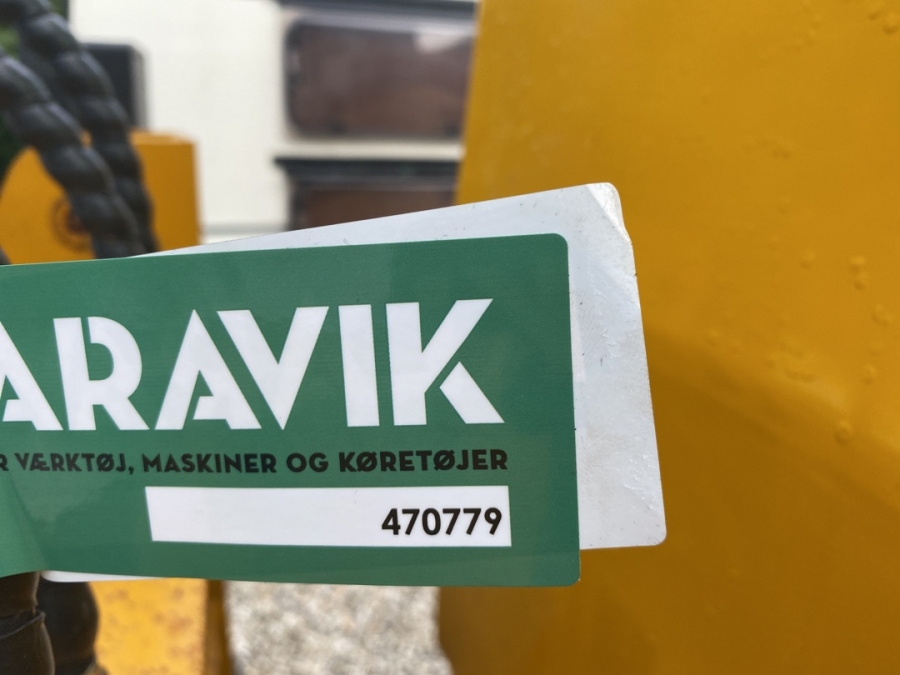 ARAVIK
R VÆRKTØJ, MASKINER OG KØRETØJER
470779